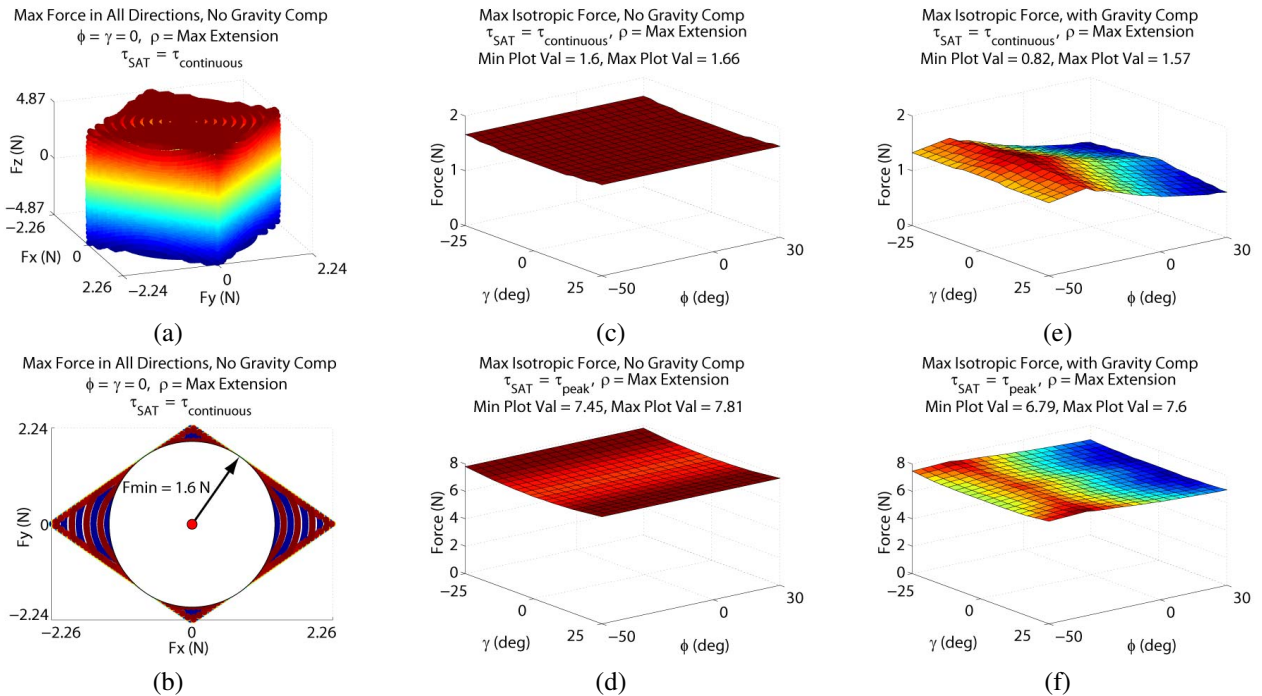 Max Force in All Directions, No Gravity Comp
ϕ = γ = 0, ρ = Max Extension
τSAT = τcontinuous
4.87
0
−4.87
Fz (N)
−2.26
0
2.26
Fx (N)
−2.24
0
2.24
Fy (N)
(a)
Max Isotropic Force, No Gravity Comp
τSAT = τcontinuous, ρ = Max Extension
Min Plot Val = 1.6, Max Plot Val = 1.66
2
1
0
Force (N)
−25
0
25
γ (deg)
−50
0
30
ϕ (deg)
(c)
Max Isotropic Force, with Gravity Comp
τSAT = τcontinuous, ρ = Max Extension
Min Plot Val = 0.82, Max Plot Val = 1.57
2
1
0
Force (N)
−25
0
25
γ (deg)
−50
0
30
ϕ (deg)
(e)
Max Force in All Directions, No Gravity Comp
ϕ = γ = 0, ρ = Max Extension
τSAT = τcontinuous
2.24
0
−2.24
Fy (N)
Fmin = 1.6 N
−2.26
0
2.26
Fx (N)
(b)
Max Isotropic Force, No Gravity Comp
τSAT = τpeak, ρ = Max Extension
Min Plot Val = 7.45, Max Plot Val = 7.81
8
6
4
2
0
Force (N)
−25
0
25
γ (deg)
−50
0
30
ϕ (deg)
(d)
Max Isotropic Force, with Gravity Comp
τSAT = τpeak, ρ = Max Extension
Min Plot Val = 6.79, Max Plot Val = 7.6
8
6
4
2
0
Force (N)
−25
0
25
γ (deg)
−50
0
30
ϕ (deg)
(f)